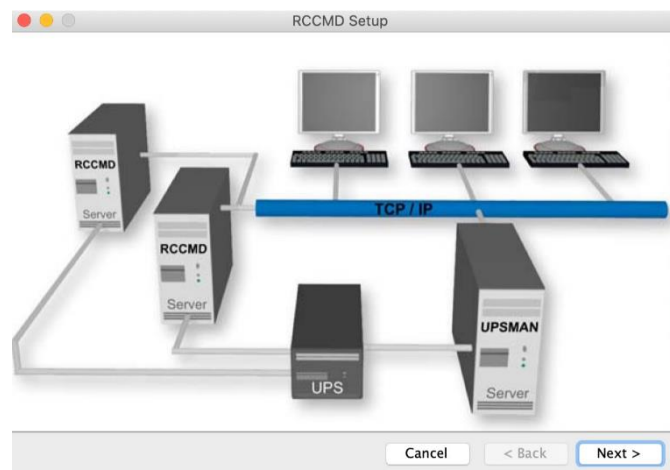 RCCMD Setup
RCCMD
Server
TCP / IP
RCCMD
Server
UPSMAN
Server
UPS
Cancel
< Back
Next >